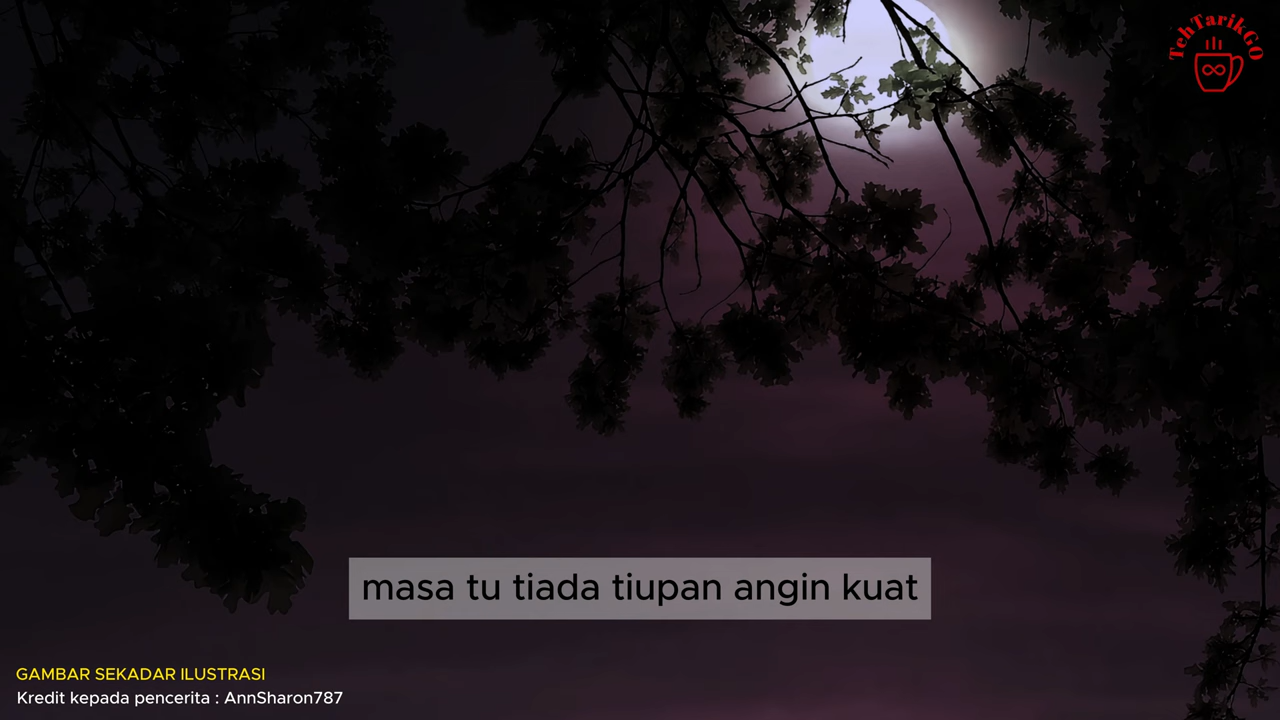 TehTarikGO
masa tu tiada tiupan angin kuat
GAMBAR SEKADAR ILUSTRASI
Kredit kepada pencerita : AnnSharon787